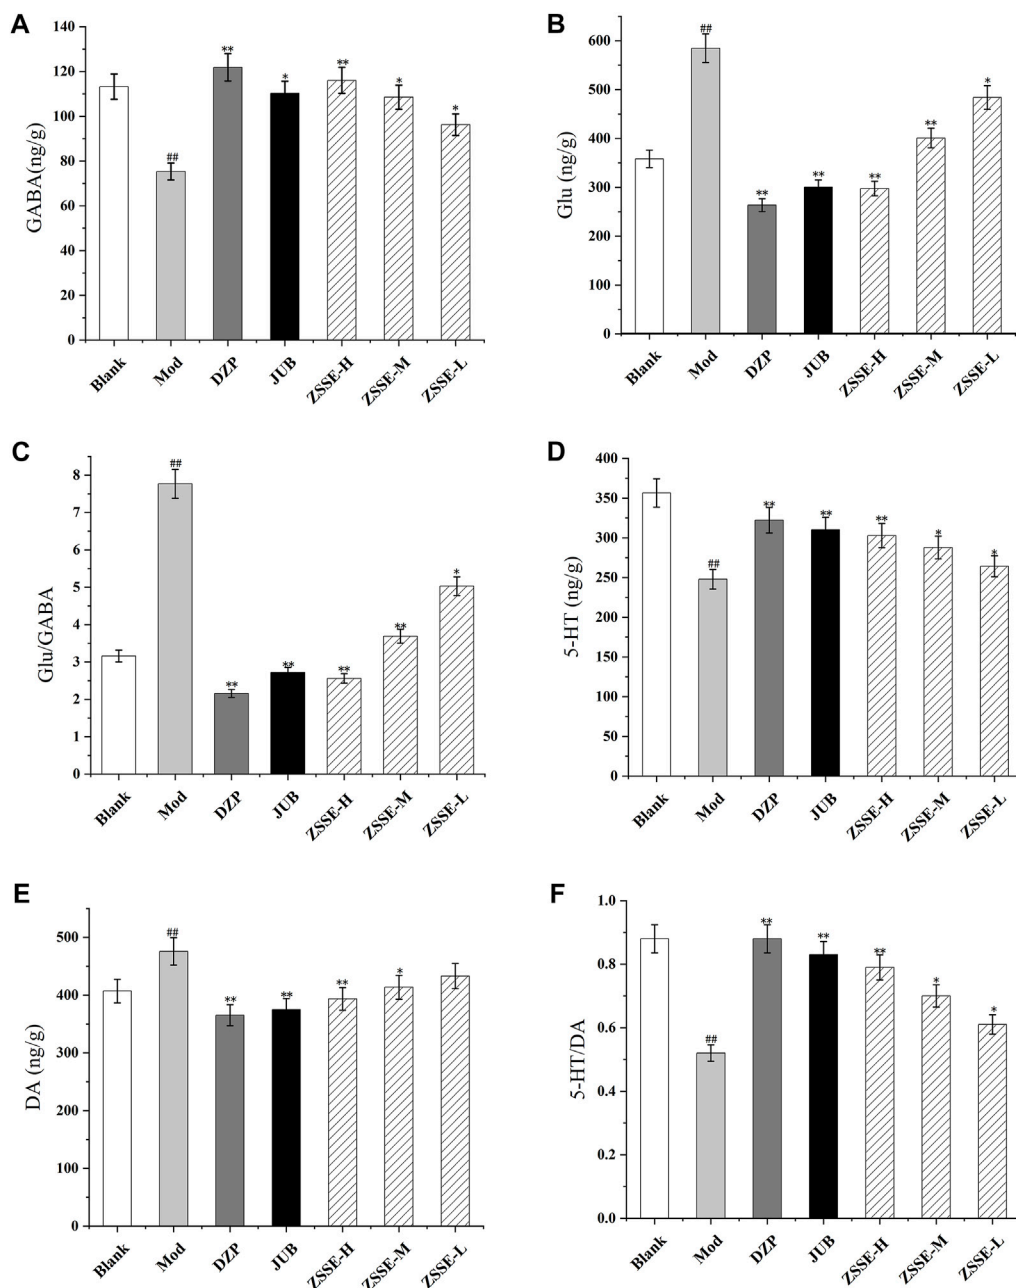 A
GABA(ng/g)
140
120
100
80
60
40
20
0
##
**
*
**
*
*
Blank
Mod
DZP
JUB
ZSSE-H
ZSSE-M
ZSSE-L
B
Glu (ng/g)
600
500
400
300
200
100
0
##
**
**
**
**
*
Blank
Mod
DZP
JUB
ZSSE-H
ZSSE-M
ZSSE-L
C
Glu/GABA
8
7
6
5
4
3
2
1
0
##
**
**
**
**
*
Blank
Mod
DZP
JUB
ZSSE-H
ZSSE-M
ZSSE-L
D
5-HT (ng/g)
400
350
300
250
200
150
100
50
0
##
**
**
**
*
*
Blank
Mod
DZP
JUB
ZSSE-H
ZSSE-M
ZSSE-L
E
DA (ng/g)
500
400
300
200
100
0
##
**
**
**
*
Blank
Mod
DZP
JUB
ZSSE-H
ZSSE-M
ZSSE-L
F
5-HT/DA
1.0
0.8
0.6
0.4
0.2
0.0
##
**
**
**
*
*
Blank
Mod
DZP
JUB
ZSSE-H
ZSSE-M
ZSSE-L